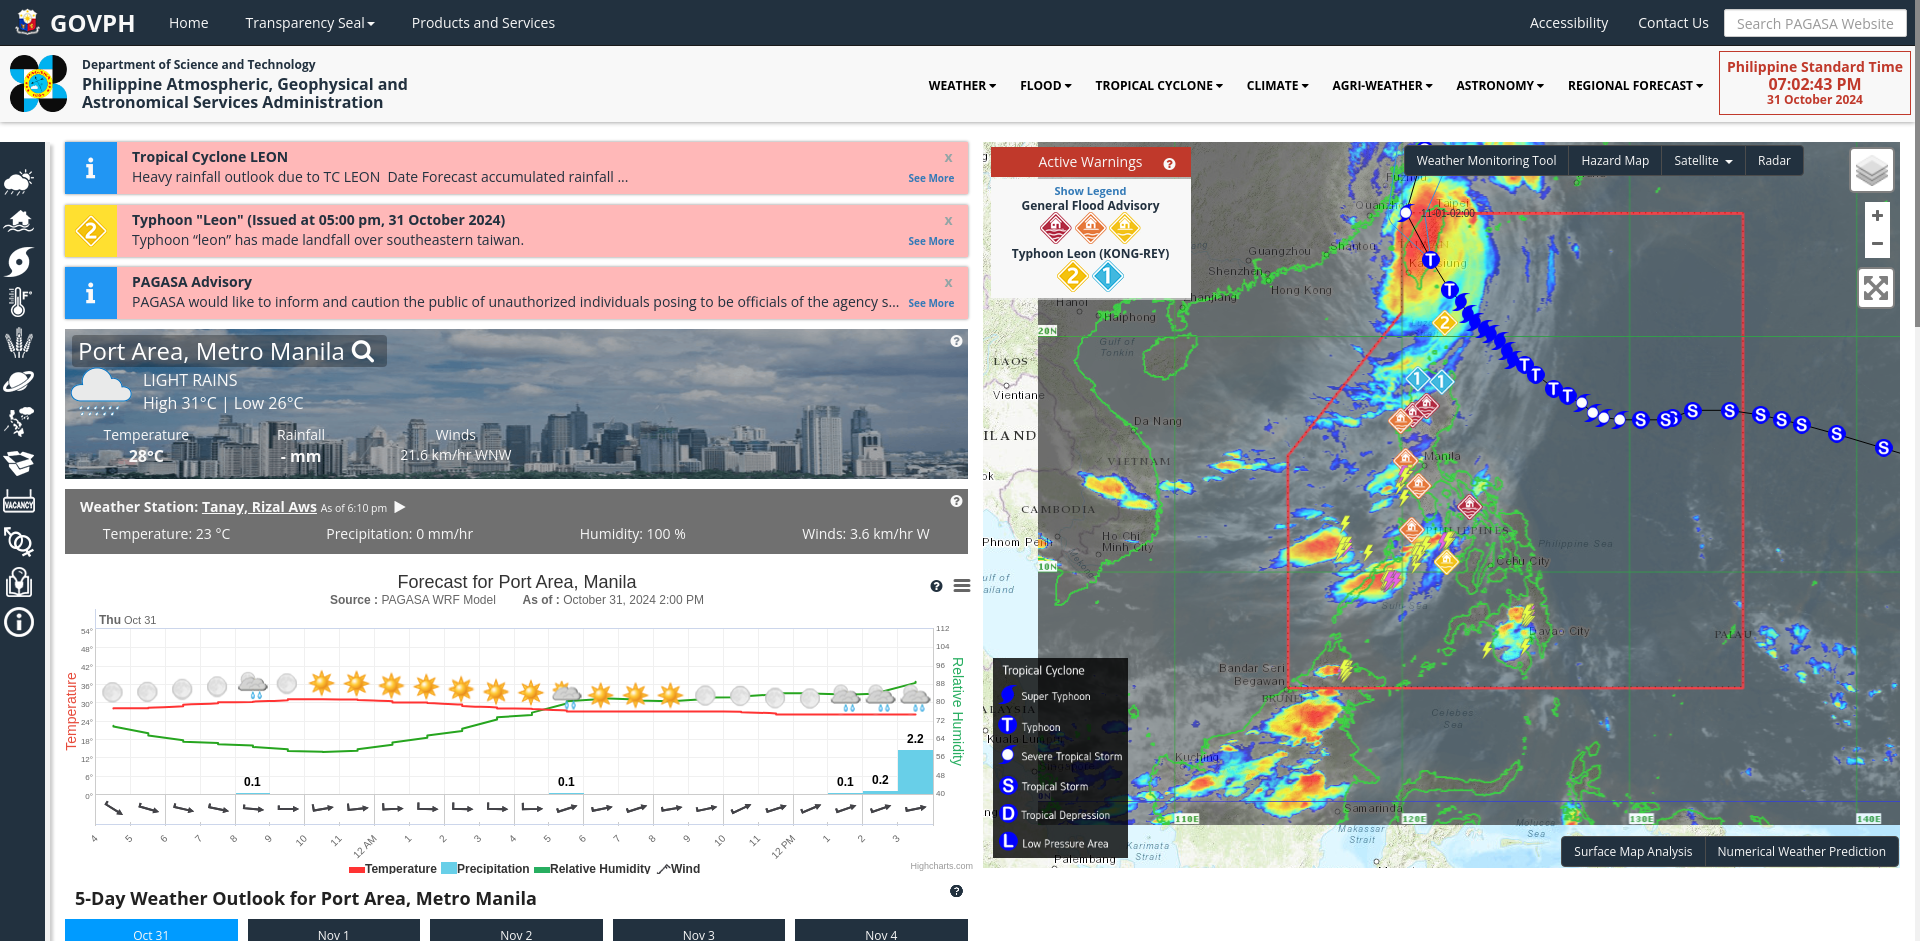 GOVPH
Home
Transparency Seal
Products and Services
Accessibility
Contact Us
Search PAGASA Website
Department of Science and Technology
Philippine Atmospheric, Geophysical and
Astronomical Services Administration
WEATHER
FLOOD
TROPICAL CYCLONE
CLIMATE
AGRI-WEATHER
ASTRONOMY
REGIONAL FORECAST
Philippine Standard Time
07:02:43 PM
31 October 2024
Tropical Cyclone LEON
x
Heavy rainfall outlook due to TC LEON Date Forecast accumulated rainfall ...
See More
2
Typhoon "Leon" (Issued at 05:00 pm, 31 October 2024)
x
Typhoon “leon” has made landfall over southeastern taiwan.
See More
PAGASA Advisory
x
PAGASA would like to inform and caution the public of unauthorized individuals posing to be officials of the agency s...
See More
VACANCY
Port Area, Metro Manila
LIGHT RAINS
High 31°C | Low 26°C
Temperature
28°C
Rainfall
- mm
Winds
21.6 km/hr WNW
Weather Station: Tanay, Rizal Aws As of 6:10 pm
Temperature: 23 °C
Precipitation: 0 mm/hr
Humidity: 100 %
Winds: 3.6 km/hr W
Forecast for Port Area, Manila
Source : PAGASA WRF Model As of : October 31, 2024 2:00 PM
Thu Oct 31
Temperature
54°
48°
42°
36°
30°
24°
18°
12°
6°
0°
112
104
96
88
80
72
64
56
48
40
Relative Humidity
0.1
0.1
0.1
0.2
2.2
4 5 6 7 8 9 10 11 12 AM 1 2 3 4 5 6 7 8 9 10 11 12 PM 1 2 3
Temperature
Precipitation
Relative Humidity
Wind
Highcharts.com
5-Day Weather Outlook for Port Area, Metro Manila
Oct 31
Nov 1
Nov 2
Nov 3
Nov 4
Active Warnings
Show Legend
General Flood Advisory
Typhoon Leon (KONG-REY)
2
1
Weather Monitoring Tool
Hazard Map
Satellite
Radar
+
−
11-01-02:00
Taipei
Guangzhou
Shantou
Shenzhen
Hong Kong
Zhanjiang
Hanoi
Haiphong
Gulf of
Tonkin
20N
LAOS
Vientiane
Da Nang
ILAND
VIETNAM
CAMBODIA
Phnom Penh
Ho Chi
Minh City
10N
Manila
PHILIPPINES
Philippine Sea
Cebu City
Sulu Sea
Davao City
PALAU
Bandar Seri
Begawan
BRUNEI
Celebes
Sea
Kuching
Samarinda
Makassar
Strait
Karimata
Strait
Palembang
Molucca
Sea
110E
120E
130E
140E
Tropical Cyclone
Super Typhoon
T Typhoon
Severe Tropical Storm
S Tropical Storm
D Tropical Depression
L Low Pressure Area
Surface Map Analysis
Numerical Weather Prediction